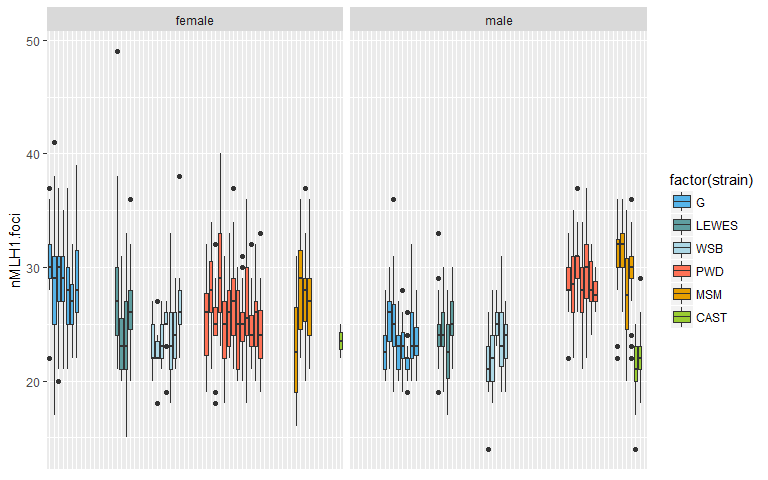 female
male
50
40
30
20
nMLH1.foci
factor(strain)
G
LEWES
WSB
PWD
MSM
CAST